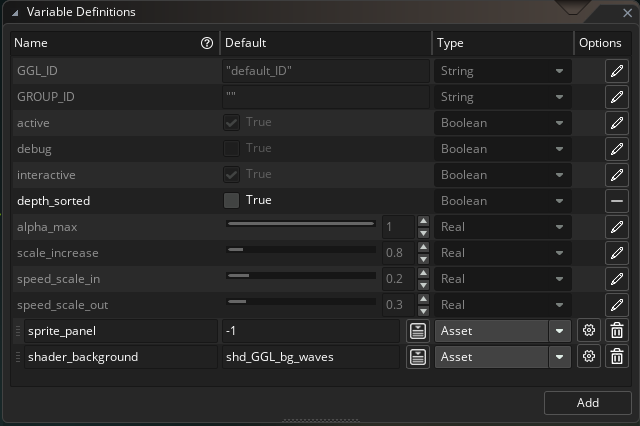 Variable Definitions
Name Default Type Options
GGL_ID "default_ID" String
GROUP_ID "" String
active True Boolean
debug True Boolean
interactive True Boolean
depth_sorted True Boolean
alpha_max 1 Real
scale_increase 0.8 Real
speed_scale_in 0.2 Real
speed_scale_out 0.3 Real
sprite_panel -1 Asset
shader_background shd_GGL_bg_waves Asset
Add